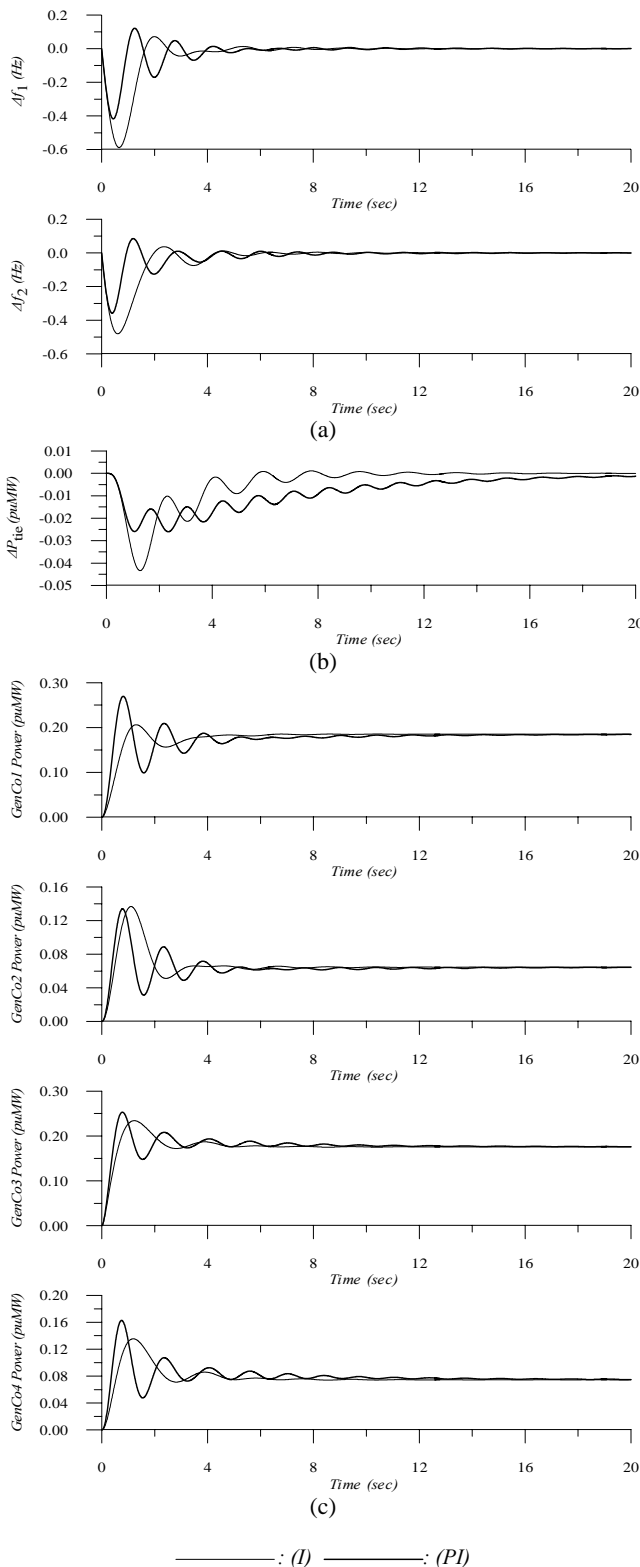 0.2
0.0
-0.2
-0.4
-0.6
Δf1 (Hz)
0 4 8 12 16 20
Time (sec)
0.2
0.0
-0.2
-0.4
-0.6
Δf2 (Hz)
0 4 8 12 16 20
Time (sec)
(a)
0.01
0.00
-0.01
-0.02
-0.03
-0.04
-0.05
ΔPtie (puMW)
0 4 8 12 16 20
Time (sec)
(b)
0.30
0.20
0.10
0.00
GenCo1 Power (puMW)
0 4 8 12 16 20
Time (sec)
0.16
0.12
0.08
0.04
0.00
GenCo2 Power (puMW)
0 4 8 12 16 20
Time (sec)
0.30
0.20
0.10
0.00
GenCo3 Power (puMW)
0 4 8 12 16 20
Time (sec)
0.20
0.16
0.12
0.08
0.04
0.00
GenCo4 Power (puMW)
0 4 8 12 16 20
Time (sec)
(c)
: (I) : (PI)